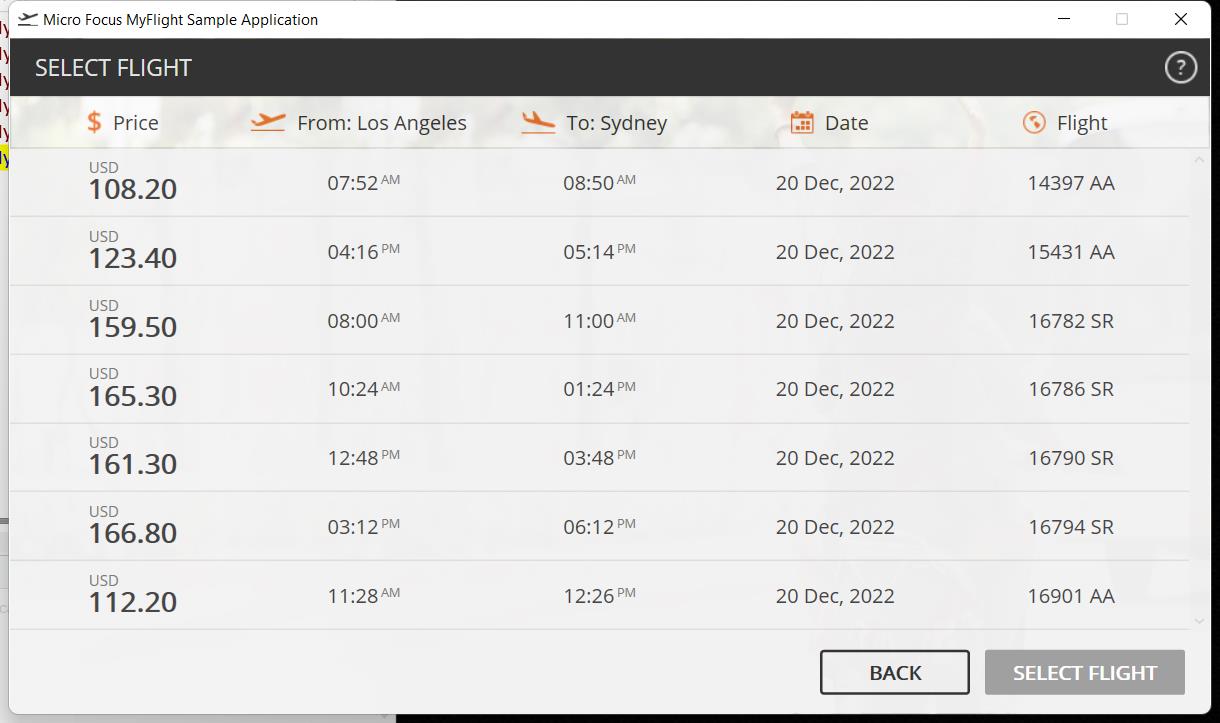 Micro Focus MyFlight Sample Application
SELECT FLIGHT ?
$ Price From: Los Angeles To: Sydney Date Flight
USD
108.20 07:52 AM 08:50 AM 20 Dec, 2022 14397 AA
USD
123.40 04:16 PM 05:14 PM 20 Dec, 2022 15431 AA
USD
159.50 08:00 AM 11:00 AM 20 Dec, 2022 16782 SR
USD
165.30 10:24 AM 01:24 PM 20 Dec, 2022 16786 SR
USD
161.30 12:48 PM 03:48 PM 20 Dec, 2022 16790 SR
USD
166.80 03:12 PM 06:12 PM 20 Dec, 2022 16794 SR
USD
112.20 11:28 AM 12:26 PM 20 Dec, 2022 16901 AA
BACK SELECT FLIGHT